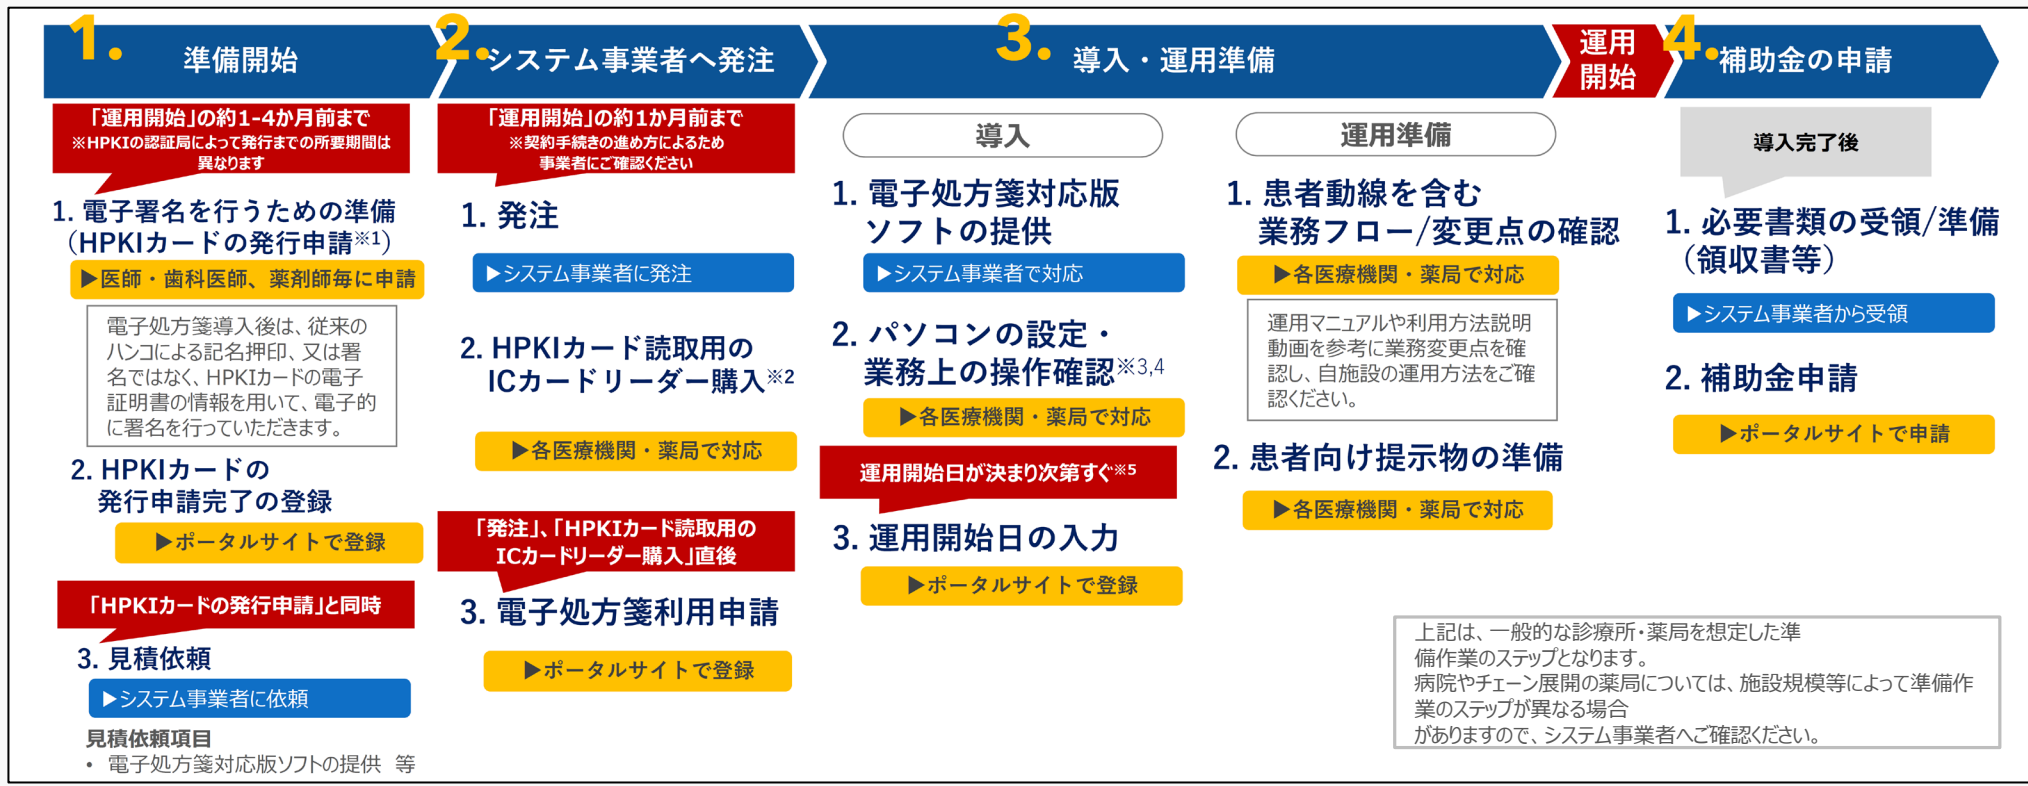 1.
準備開始
2.
システム事業者へ発注
3.
導入・運用準備
運用
開始
4.
補助金の申請
「運用開始」の約1-4か月前まで
※HPKIの認証局によって発行までの所要期間は
異なります
1. 電子署名を行うための準備
（HPKIカードの発行申請※1）
▶医師・歯科医師、薬剤師毎に申請
電子処方箋導入後は、従来の
ハンコによる記名押印、又は署
名ではなく、HPKIカードの電子
証明書の情報を用いて、電子的
に署名を行っていただきます。
2. HPKIカードの
発行申請完了の登録
▶ポータルサイトで登録
「HPKIカードの発行申請」と同時
3. 見積依頼
▶システム事業者に依頼
見積依頼項目
• 電子処方箋対応版ソフトの提供 等
「運用開始」の約1か月前まで
※契約手続きの進め方によるため
事業者にご確認ください
1. 発注
▶システム事業者に発注
2. HPKIカード読取用の
ICカードリーダー購入※2
▶各医療機関・薬局で対応
「発注」、「HPKIカード読取用の
ICカードリーダー購入」直後
3. 電子処方箋利用申請
▶ポータルサイトで登録
導入
1. 電子処方箋対応版
ソフトの提供
▶システム事業者で対応
2. パソコンの設定・
業務上の操作確認※3,4
▶各医療機関・薬局で対応
運用開始日が決まり次第すぐ※5
3. 運用開始日の入力
▶ポータルサイトで登録
運用準備
1. 患者動線を含む
業務フロー/変更点の確認
▶各医療機関・薬局で対応
運用マニュアルや利用方法説明
動画を参考に業務変更点を確
認し、自施設の運用方法をご確
認ください。
2. 患者向け提示物の準備
▶各医療機関・薬局で対応
導入完了後
1. 必要書類の受領/準備
（領収書等）
▶システム事業者から受領
2. 補助金申請
▶ポータルサイトで申請
上記は、一般的な診療所・薬局を想定した準
備作業のステップとなります。
病院やチェーン展開の薬局については、施設規模等によって準備作
業のステップが異なる場合
がありますので、システム事業者へご確認ください。